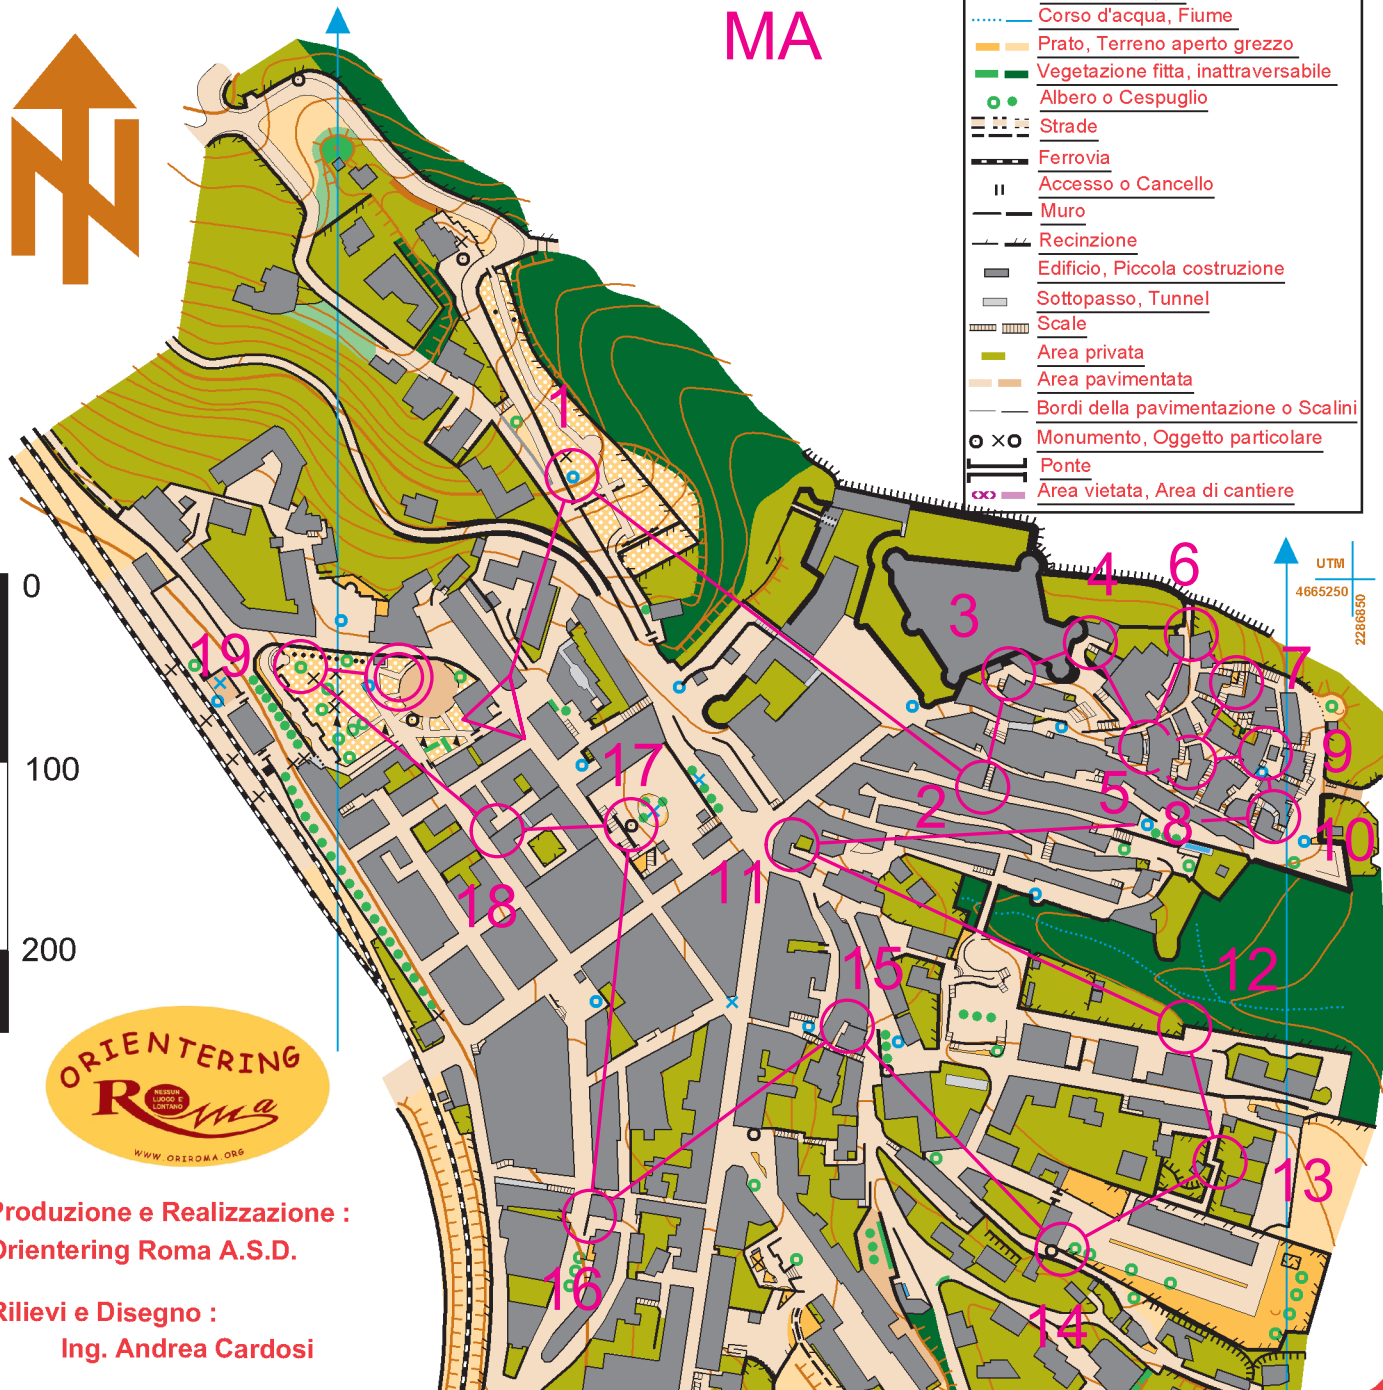 MA
Corso d'acqua, Fiume
Prato, Terreno aperto grezzo
Vegetazione fitta, inattraversabile
Albero o Cespuglio
Strade
Ferrovia
Accesso o Cancello
Muro
Recinzione
Edificio, Piccola costruzione
Sottopasso, Tunnel
Scale
Area privata
Area pavimentata
Bordi della pavimentazione o Scalini
Monumento, Oggetto particolare
Ponte
Area vietata, Area di cantiere
UTM
4665250
2286850
0
100
200
1
2
3
4
5
6
7
8
9
10
11
12
13
14
15
16
17
18
19
ORIENTERING
Roma
NESSUN
LUOGO E'
LONTANO
WWW.ORIROMA.ORG
Produzione e Realizzazione :
Orientering Roma A.S.D.
Rilievi e Disegno :
Ing. Andrea Cardosi